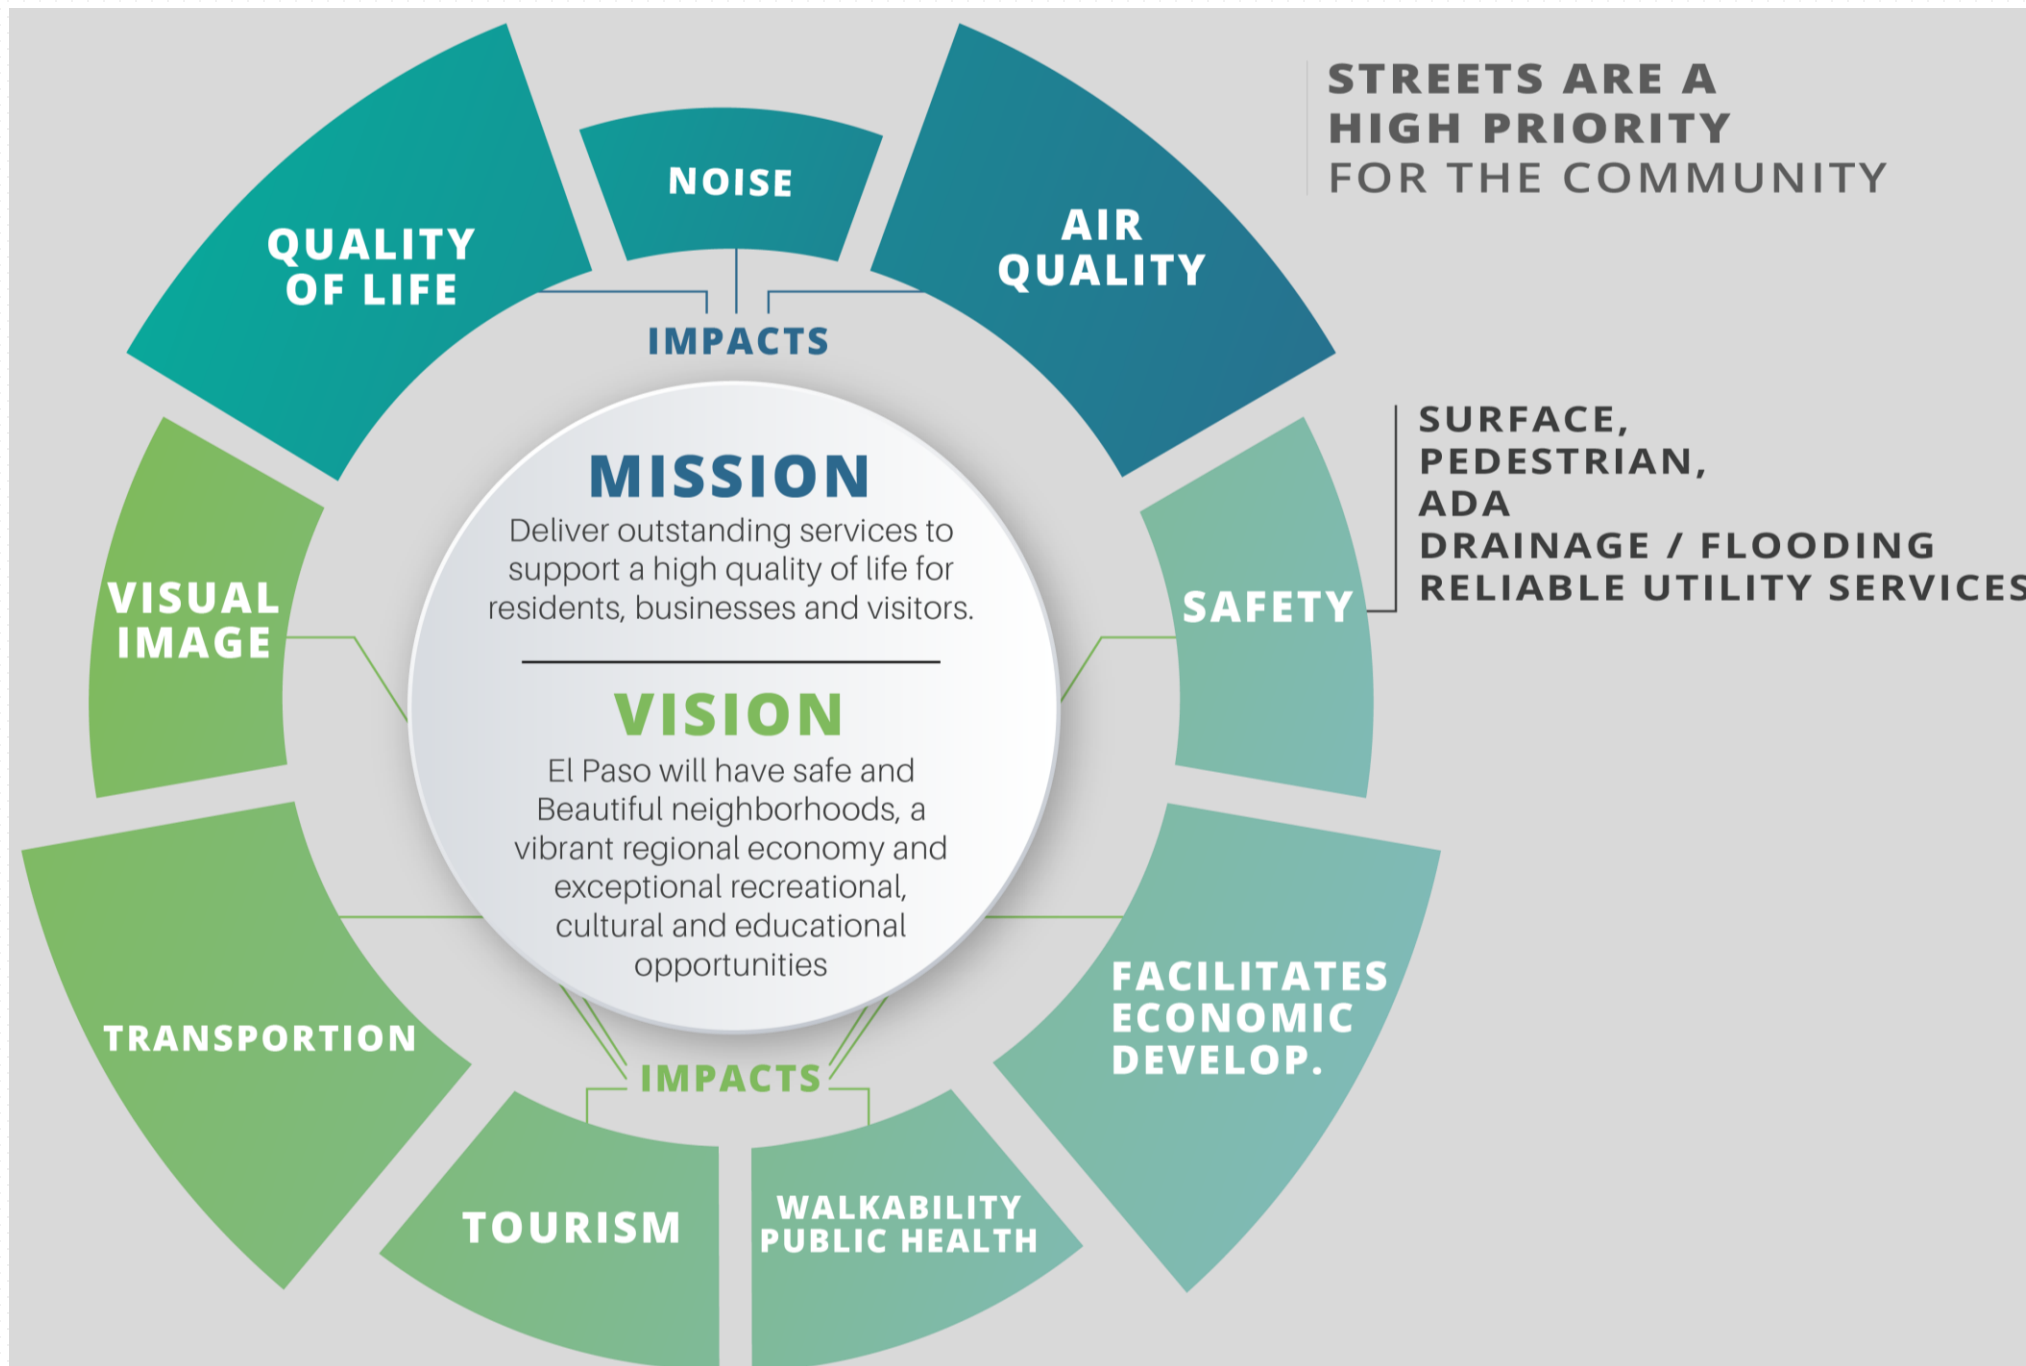 STREETS ARE A
HIGH PRIORITY
FOR THE COMMUNITY
NOISE
QUALITY
OF LIFE
AIR
QUALITY
IMPACTS
SURFACE,
PEDESTRIAN,
ADA
DRAINAGE / FLOODING
RELIABLE UTILITY SERVICES
MISSION
Deliver outstanding services to
support a high quality of life for
residents, businesses and visitors.
VISUAL
IMAGE
SAFETY
VISION
El Paso will have safe and
Beautiful neighborhoods, a
vibrant regional economy and
exceptional recreational,
cultural and educational
opportunities
TRANSPORTION
FACILITATES
ECONOMIC
DEVELOP.
IMPACTS
TOURISM
WALKABILITY
PUBLIC HEALTH